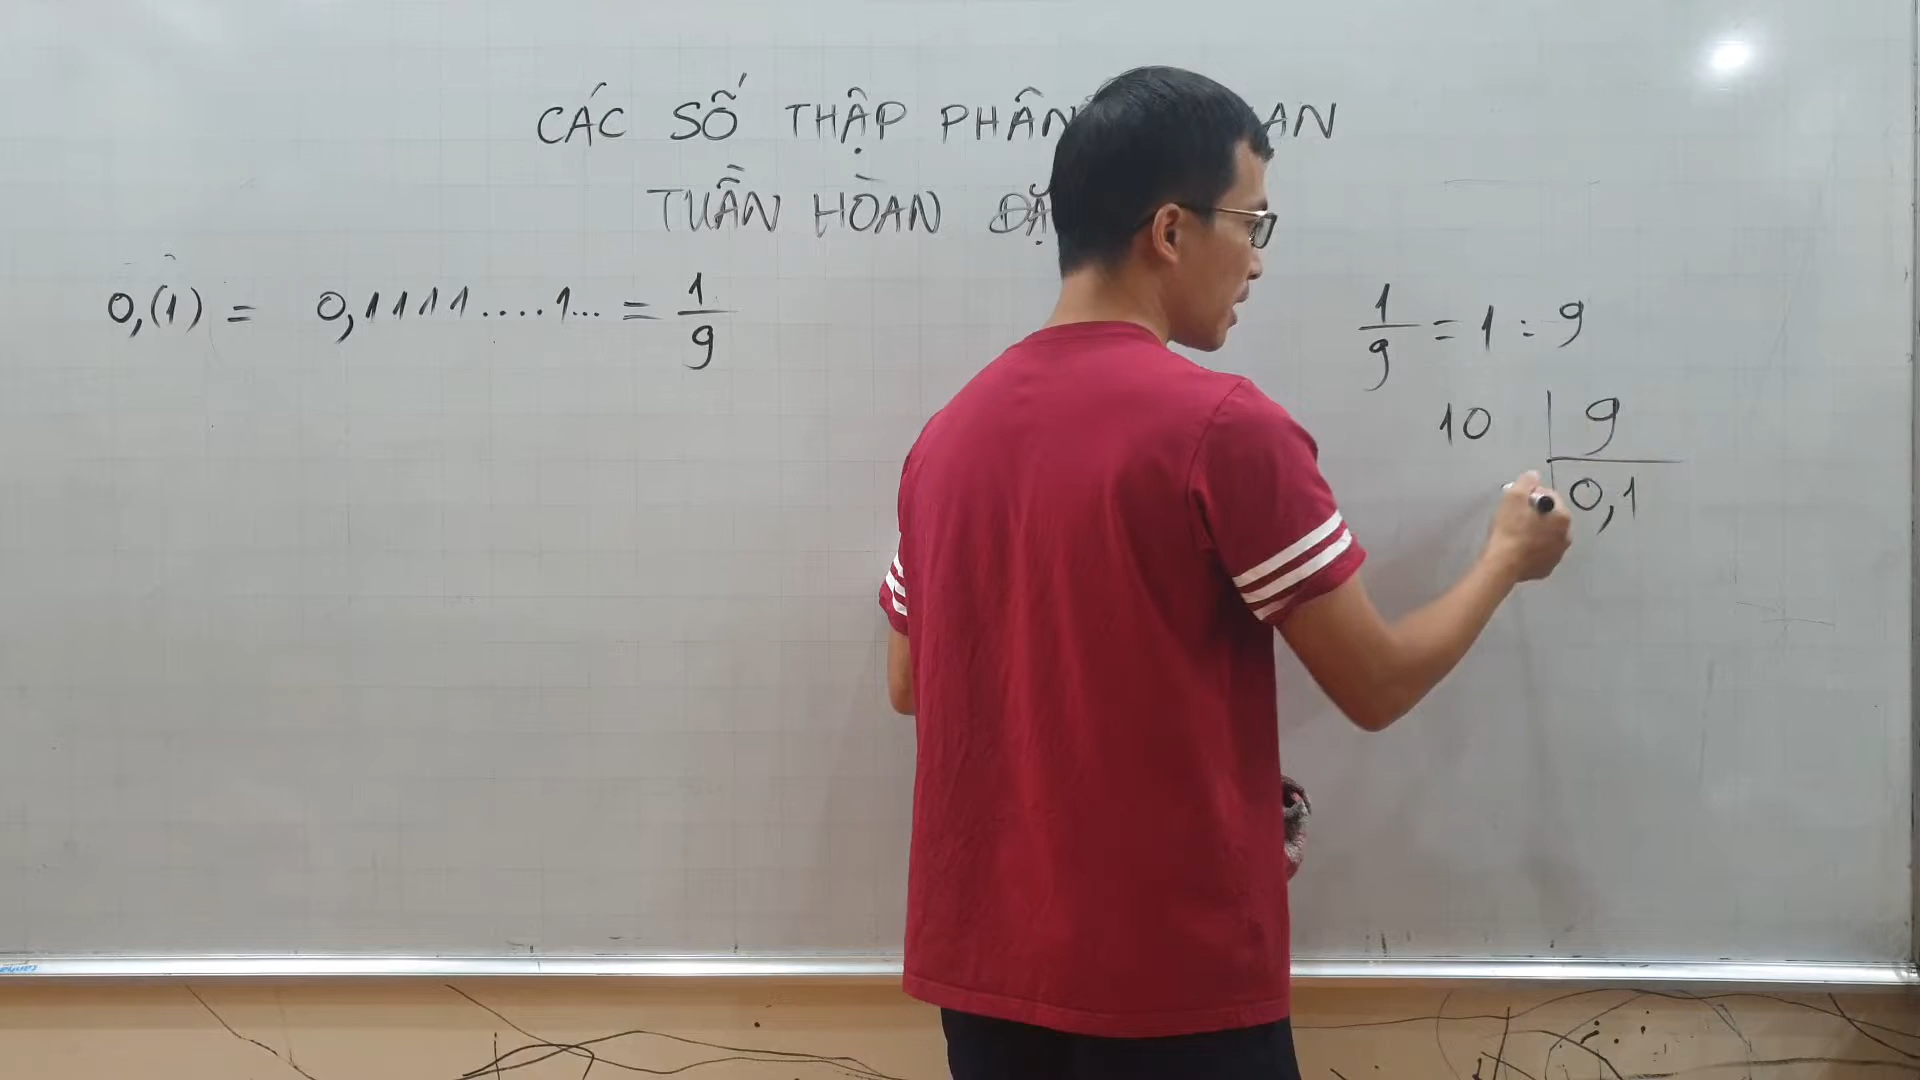 CÁC SỐ THẬP PHÂN AN
TUẦN HOÀN
0,(1) = 0,1111....1... = 1/9
1/9 = 1 : 9
10 | 9
0,1